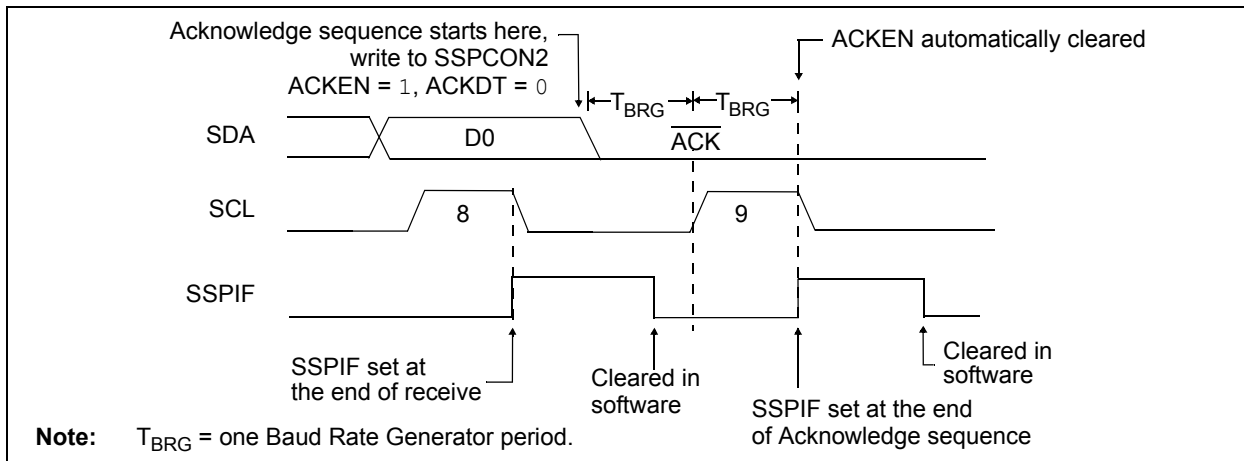 Acknowledge sequence starts here,
write to SSPCON2
ACKEN = 1, ACKDT = 0
ACKEN automatically cleared
TBRG
TBRG
SDA
D0
ACK
SCL
8
9
SSPIF
SSPIF set at
the end of receive
Cleared in
software
SSPIF set at the end
of Acknowledge sequence
Cleared in
software
Note: TBRG = one Baud Rate Generator period.